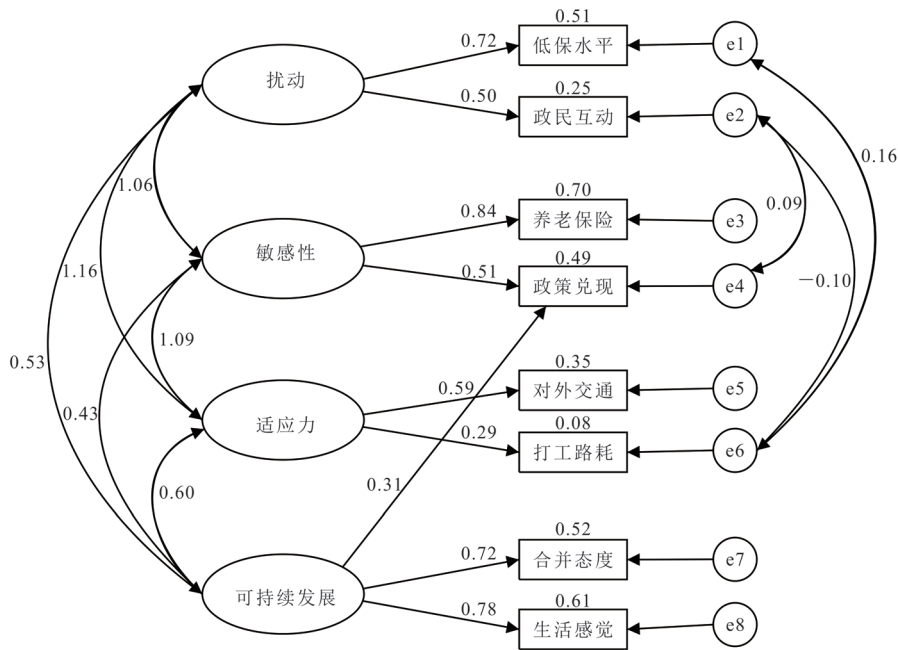 0.51
0.72
低保水平
e1
扰动
0.25
0.50
政民互动
e2
0.16
1.06
0.70
0.84
养老保险
e3
0.09
敏感性
0.49
0.51
政策兑现
e4
1.16
-0.10
1.09
0.53
0.35
0.59
对外交通
e5
0.43
适应力
0.08
0.29
打工路耗
e6
0.60
0.31
0.52
0.72
合并态度
e7
可持续发展
0.61
0.78
生活感觉
e8